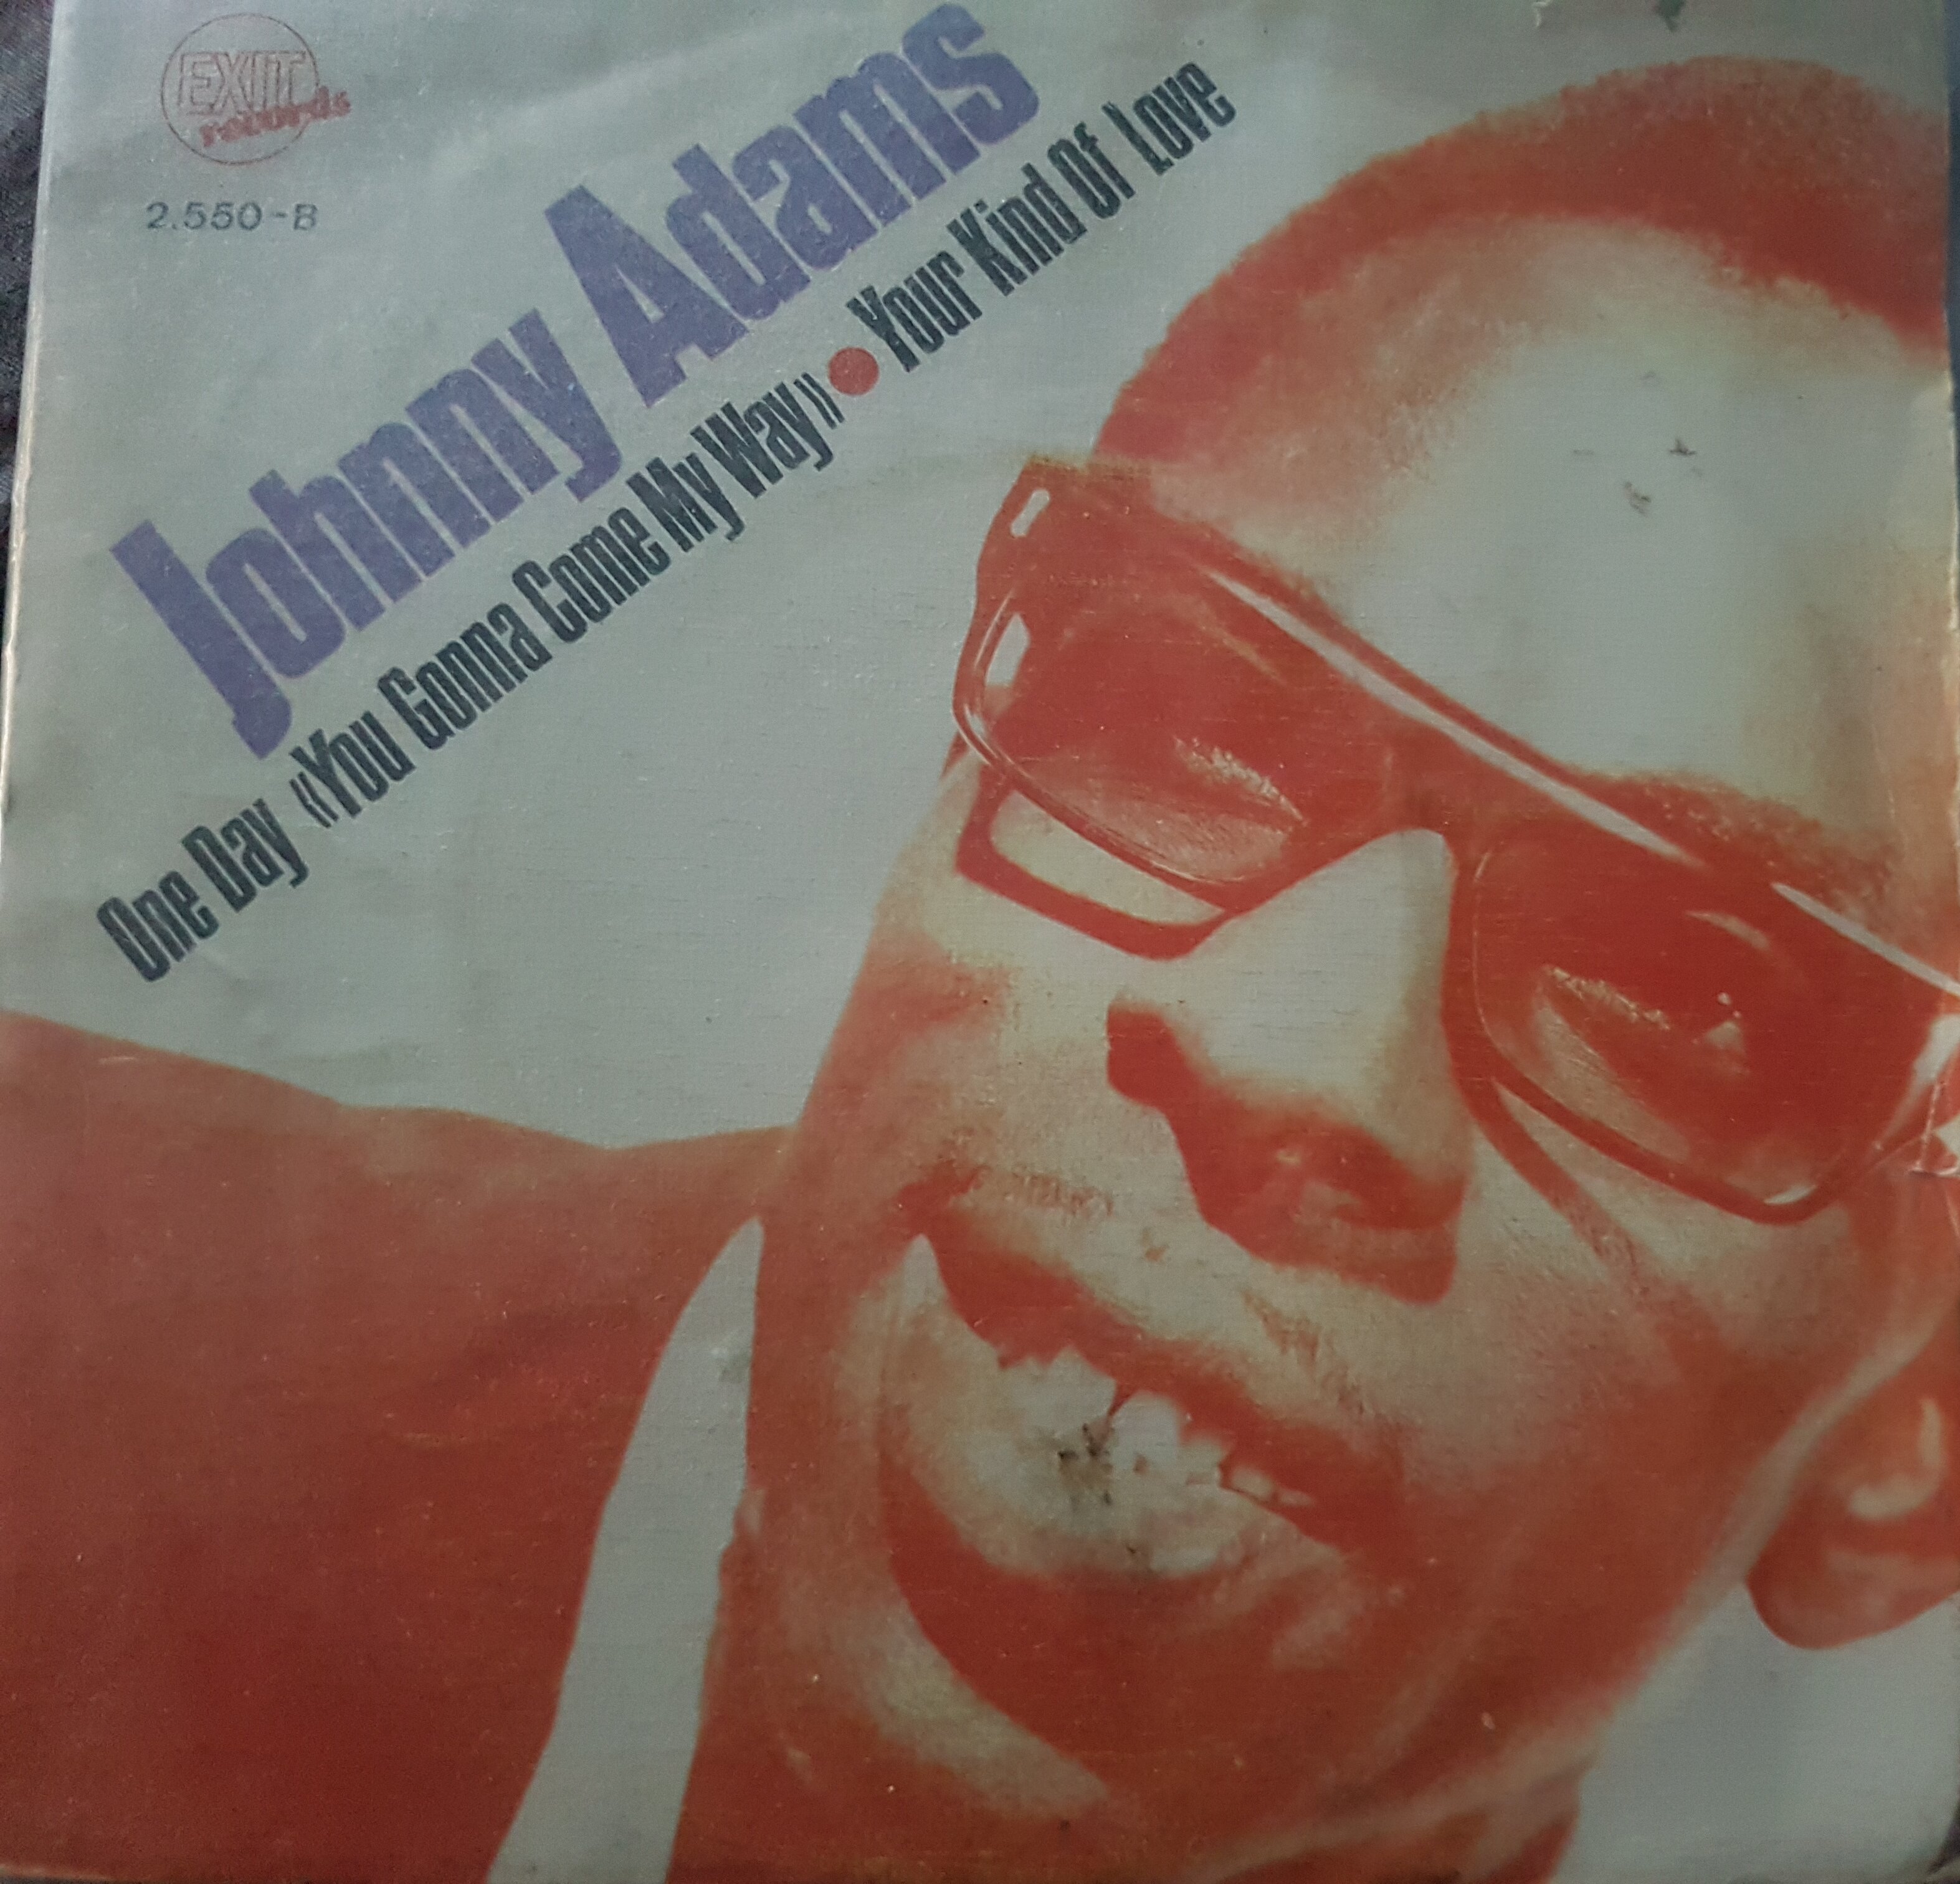 EXIT
records
2.550-B
Johnny Adams
One Day «You Gonna Come My Way» ● Your Kind Of Love